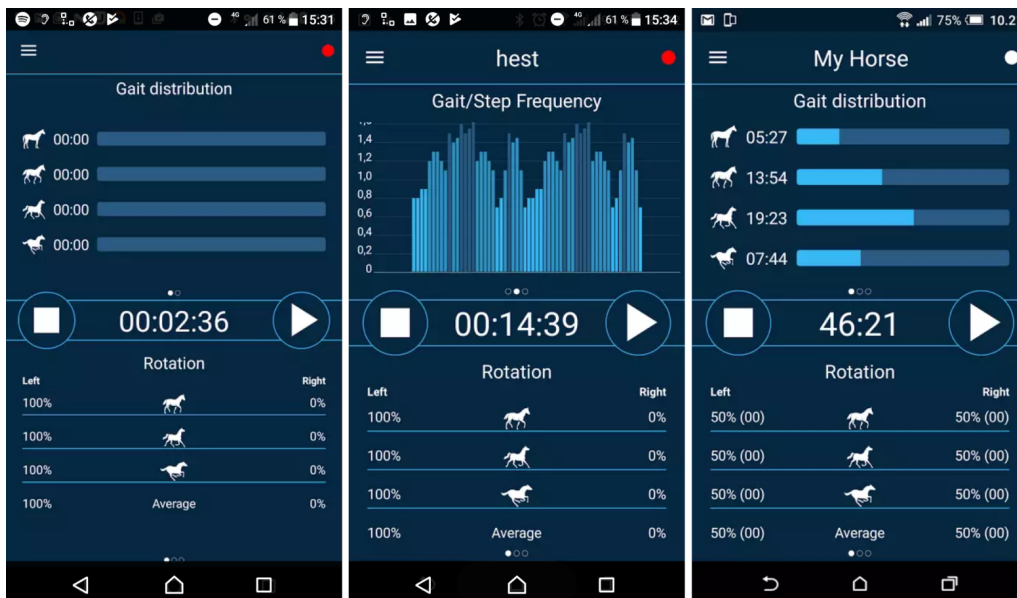 4G 61 % 15:31
Gait distribution
00:00
00:00
00:00
00:00
00:02:36
Rotation
Left Right
100% 0%
100% 0%
100% 0%
100% Average 0%
4G 61 % 15:34
hest
Gait/Step Frequency
1,4
1,2
1,0
0,8
0,6
0,4
0,2
0
00:14:39
Rotation
Left Right
100% 0%
100% 0%
100% 0%
100% Average 0%
75% 10.2
My Horse
Gait distribution
05:27
13:54
19:23
07:44
46:21
Rotation
Left Right
50% (00) 50% (00)
50% (00) 50% (00)
50% (00) 50% (00)
50% (00) Average 50% (00)